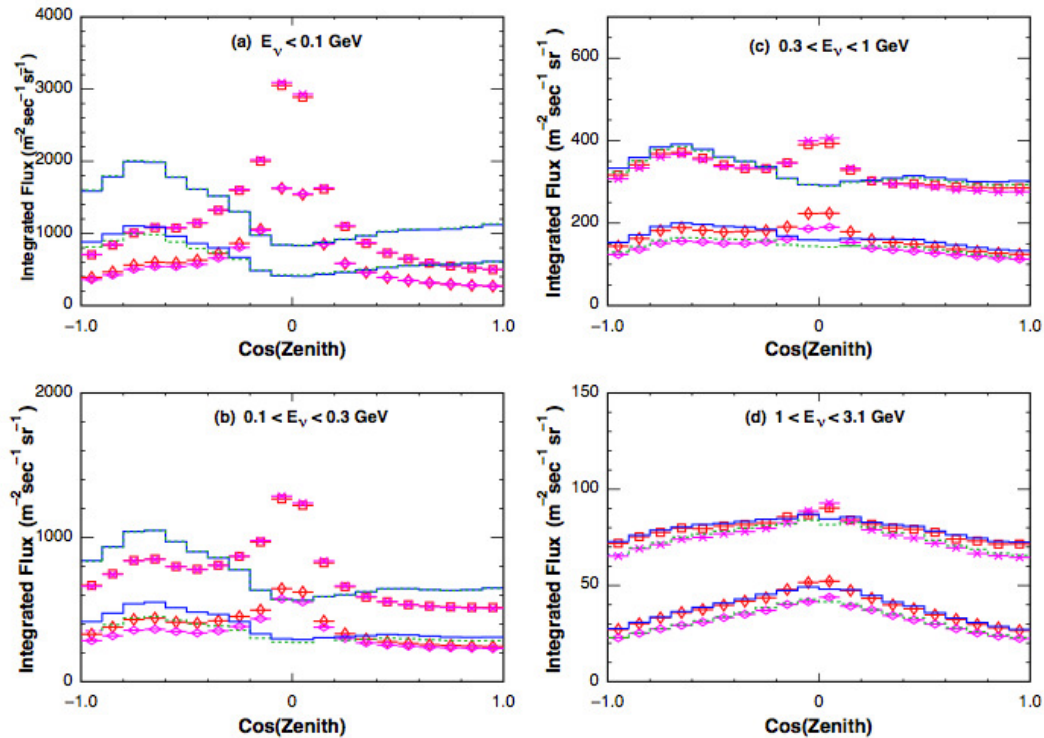 Integrated Flux (m⁻²sec⁻¹sr⁻¹)
4000
3000
2000
1000
0
(a) E_ν < 0.1 GeV
-1.0
0
1.0
Cos(Zenith)
Integrated Flux (m⁻²sec⁻¹sr⁻¹)
600
400
200
0
(c) 0.3 < E_ν < 1 GeV
-1.0
0
1.0
Cos(Zenith)
Integrated Flux (m⁻²sec⁻¹sr⁻¹)
2000
1000
0
(b) 0.1 < E_ν < 0.3 GeV
-1.0
0
1.0
Cos(Zenith)
Integrated Flux (m⁻²sec⁻¹sr⁻¹)
150
100
50
0
(d) 1 < E_ν < 3.1 GeV
-1.0
0
1.0
Cos(Zenith)